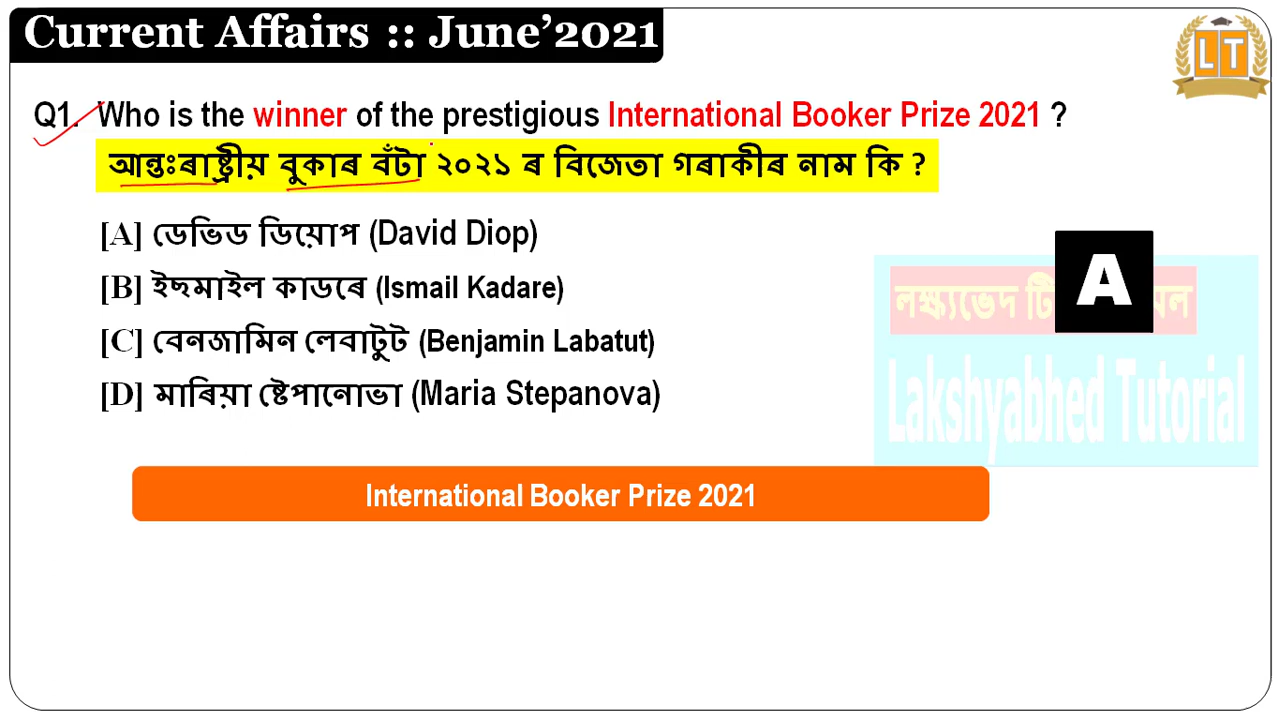 Current Affairs :: June'2021
LT
Q1. Who is the winner of the prestigious International Booker Prize 2021 ?
আন্তঃৰাষ্ট্ৰীয় বুকাৰ বঁটা ২০২১ ৰ বিজেতা গৰাকীৰ নাম কি ?
[A] ডেভিড ডিয়োপ (David Diop)
[B] ইছমাইল কাডৰে (Ismail Kadare)
[C] বেনজামিন লেবাটুট (Benjamin Labatut)
[D] মাৰিয়া ষ্টেপানোভা (Maria Stepanova)
A
লক্ষ্যভেদ
Lakshyabhed Tutorial
International Booker Prize 2021